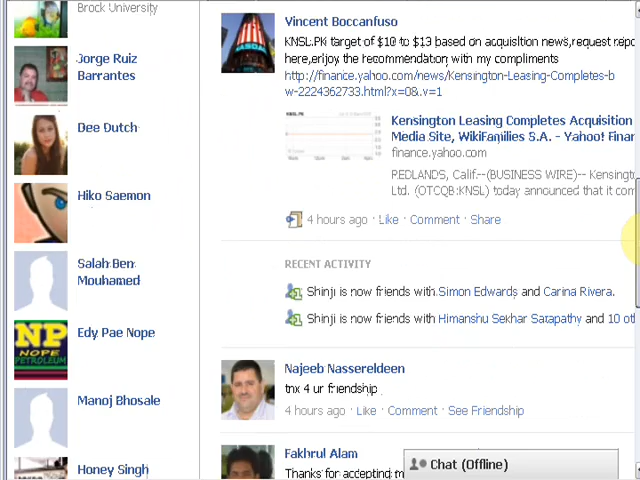 Brock University
Jorge Ruiz
Barrantes
Dee Dutch
Hiko Saemon
Salah Ben
Mouhamed
NP
NOPE
PETROLEUM
Edy Pae Nope
Manoj Bhosale
Honey Singh
Vincent Boccanfuso
KNSL.PK target of $10 to $13 based on acquisition news,request repo
here,enjoy the recommendation with my compliments
http://finance.yahoo.com/news/Kensington-Leasing-Completes-b
w-2224362733.html?x=0&.v=1
Kensington Leasing Completes Acquisition
Media Site, WikiFamilies S.A. - Yahoo! Finan
finance.yahoo.com
REDLANDS, Calif.--(BUSINESS WIRE)-- Kensingto
Ltd. (OTCQB:KNSL) today announced that it com
4 hours ago · Like · Comment · Share
RECENT ACTIVITY
Shinji is now friends with Simon Edwards and Carina Rivera.
Shinji is now friends with Himanshu Sekhar Satapathy and 10 ot
Najeeb Nassereldeen
tnx 4 ur friendship
4 hours ago · Like · Comment · See Friendship
Fakhrul Alam
Thanks for accepting
Chat (Offline)